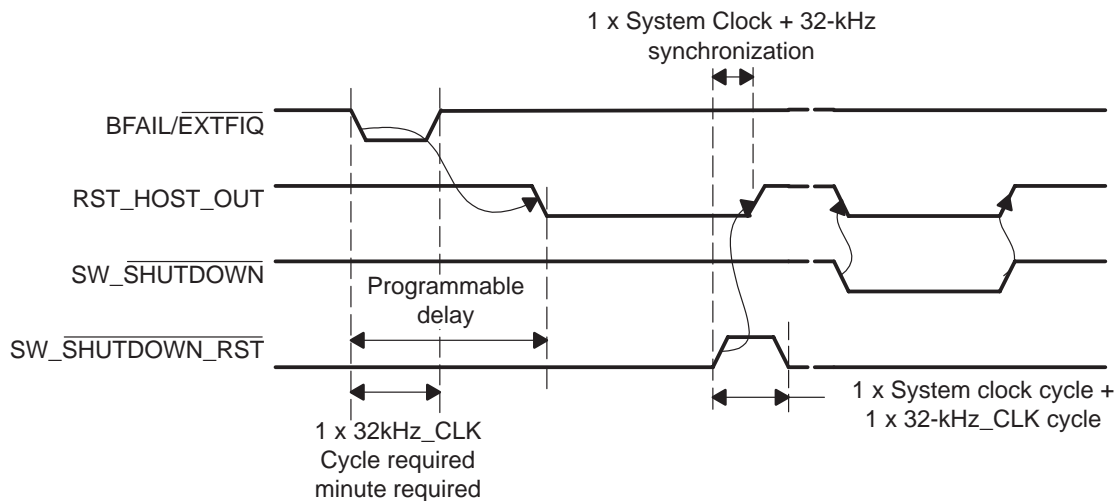 1 x System Clock + 32-kHz
synchronization
BFAIL/EXTFIQ
RST_HOST_OUT
SW_SHUTDOWN
Programmable
delay
SW_SHUTDOWN_RST
1 x System clock cycle +
1 x 32-kHz_CLK cycle
1 x 32kHz_CLK
Cycle required
minute required